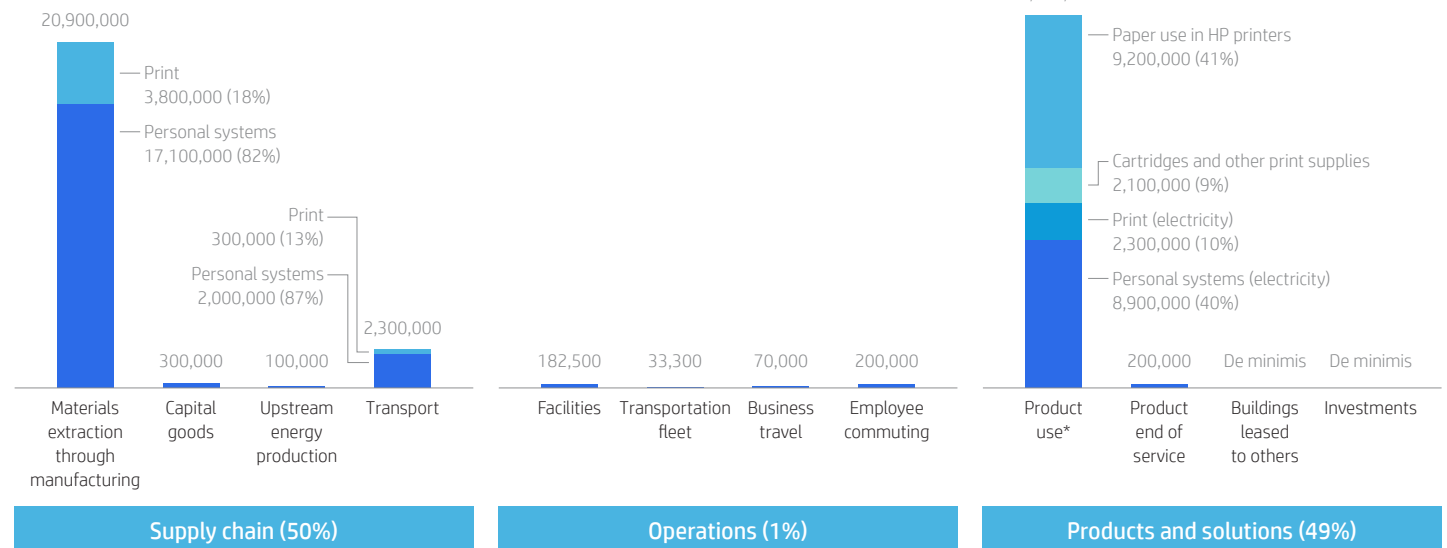 20,900,000
Print
3,800,000 (18%)
Personal systems
17,100,000 (82%)
Print
300,000 (13%)
Personal systems
2,000,000 (87%)
300,000
100,000
2,300,000
Materials
extraction
through
manufacturing
Capital
goods
Upstream
energy
production
Transport
Supply chain (50%)
182,500
33,300
70,000
200,000
Facilities
Transportation
fleet
Business
travel
Employee
commuting
Operations (1%)
Paper use in HP printers
9,200,000 (41%)
Cartridges and other print supplies
2,100,000 (9%)
Print (electricity)
2,300,000 (10%)
Personal systems (electricity)
8,900,000 (40%)
200,000
De minimis
De minimis
Product
use*
Product
end of
service
Buildings
leased
to others
Investments
Products and solutions (49%)